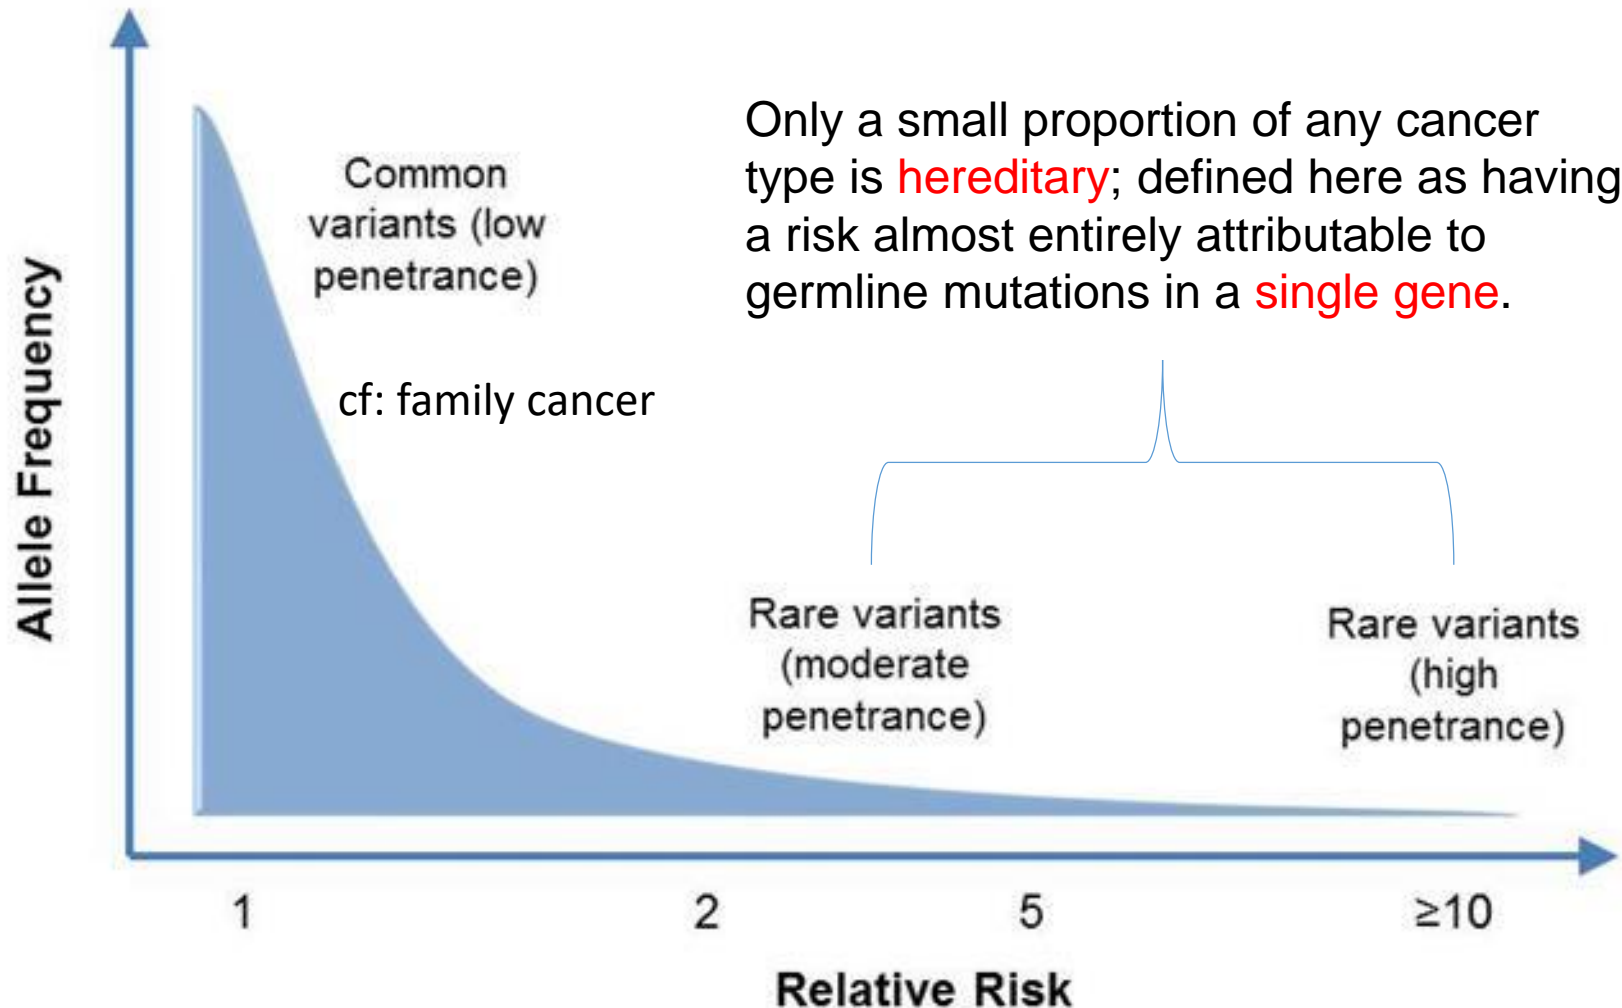 Only a small proportion of any cancer
type is hereditary; defined here as having
a risk almost entirely attributable to
germline mutations in a single gene.
Common
variants (low
penetrance)
cf: family cancer
Allele Frequency
Rare variants
(moderate
penetrance)
Rare variants
(high
penetrance)
1 2 5 ≥10
Relative Risk